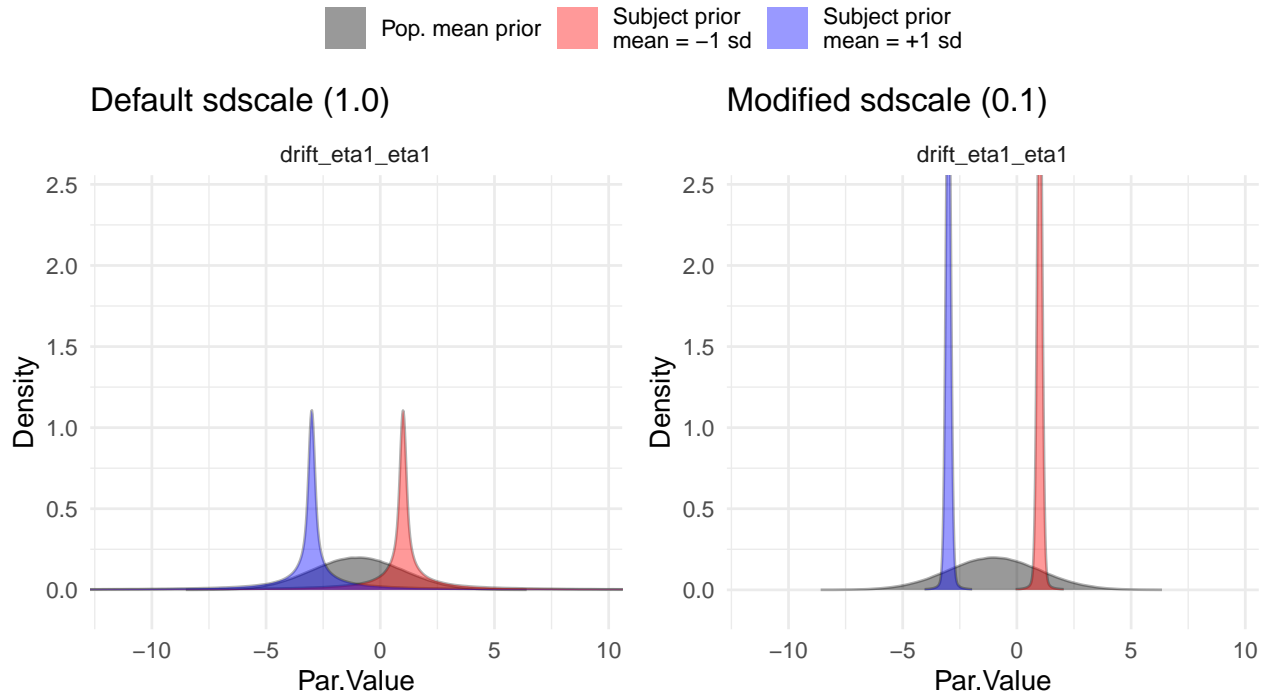 Pop. mean prior
Subject prior
mean = −1 sd
Subject prior
mean = +1 sd
Default sdscale (1.0)
Modified sdscale (0.1)
drift_eta1_eta1
drift_eta1_eta1
2.5
2.0
1.5
1.0
0.5
0.0
Density
−10
−5
0
5
10
Par.Value
2.5
2.0
1.5
1.0
0.5
0.0
Density
−10
−5
0
5
10
Par.Value